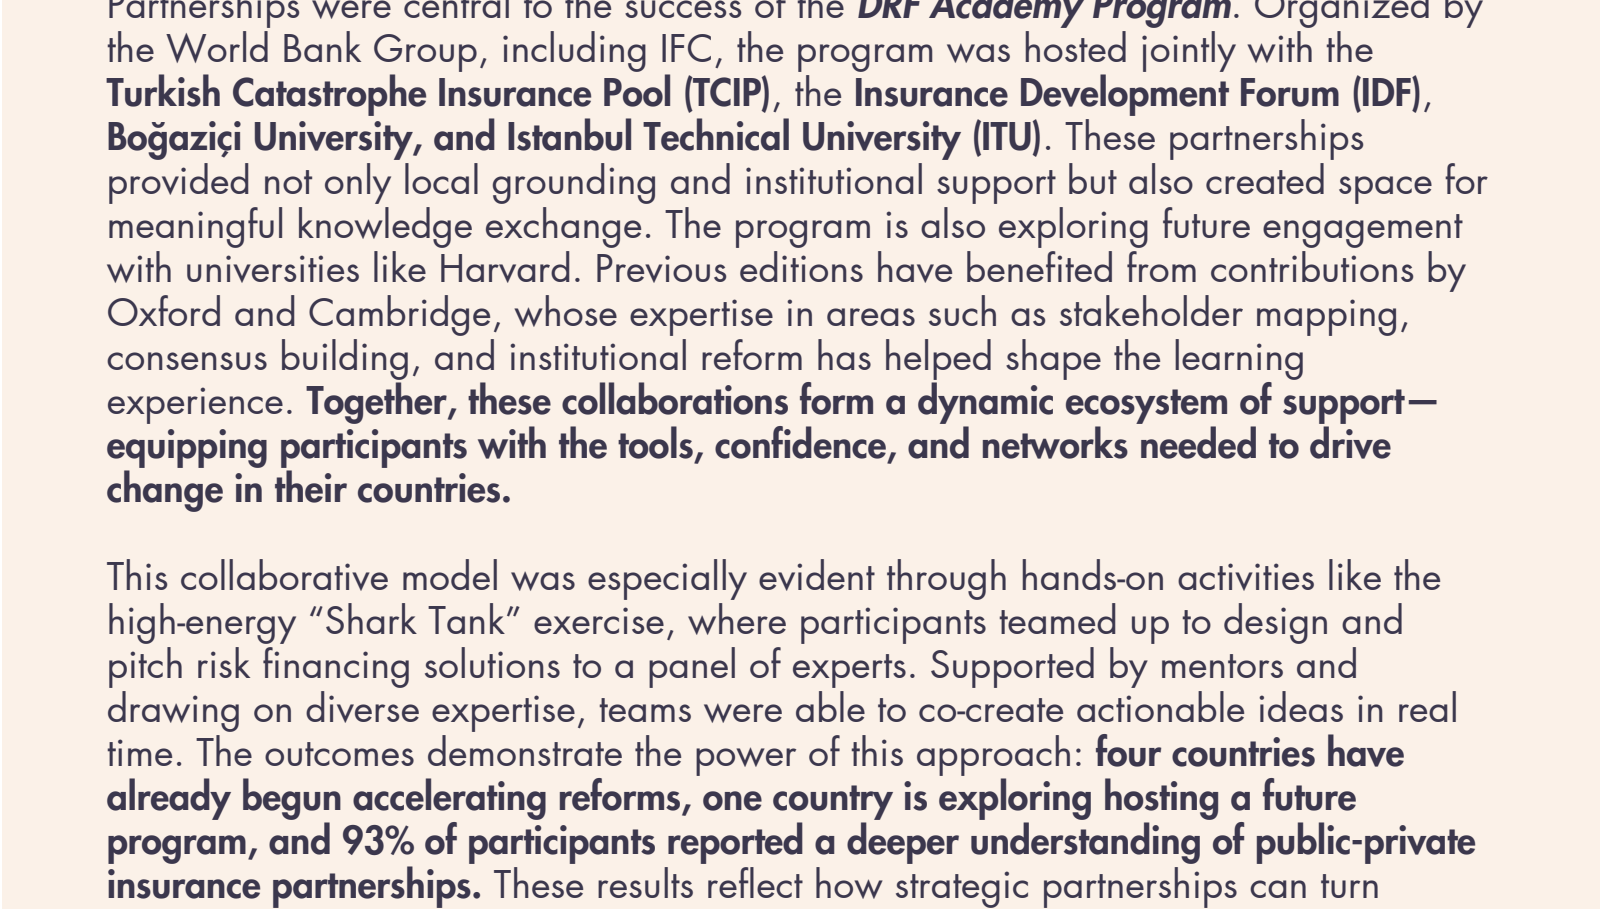 Partnerships were central to the success of the DRF Academy Program. Organized by
the World Bank Group, including IFC, the program was hosted jointly with the
Turkish Catastrophe Insurance Pool (TCIP), the Insurance Development Forum (IDF),
Boğaziçi University, and Istanbul Technical University (ITU). These partnerships
provided not only local grounding and institutional support but also created space for
meaningful knowledge exchange. The program is also exploring future engagement
with universities like Harvard. Previous editions have benefited from contributions by
Oxford and Cambridge, whose expertise in areas such as stakeholder mapping,
consensus building, and institutional reform has helped shape the learning
experience. Together, these collaborations form a dynamic ecosystem of support—
equipping participants with the tools, confidence, and networks needed to drive
change in their countries.
This collaborative model was especially evident through hands-on activities like the
high-energy “Shark Tank” exercise, where participants teamed up to design and
pitch risk financing solutions to a panel of experts. Supported by mentors and
drawing on diverse expertise, teams were able to co-create actionable ideas in real
time. The outcomes demonstrate the power of this approach: four countries have
already begun accelerating reforms, one country is exploring hosting a future
program, and 93% of participants reported a deeper understanding of public-private
insurance partnerships. These results reflect how strategic partnerships can turn